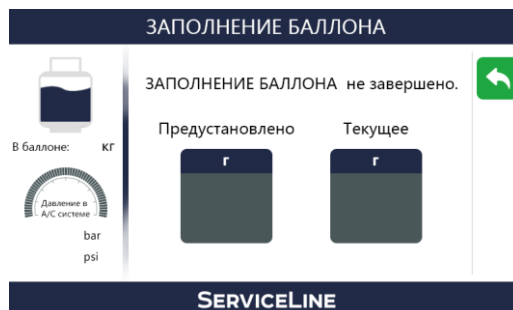 ЗАПОЛНЕНИЕ БАЛЛОНА
ЗАПОЛНЕНИЕ БАЛЛОНА не завершено.
Предустановлено Текущее
г г
В баллоне: кг
Давление в
А/С системе
bar
psi
SERVICELINE